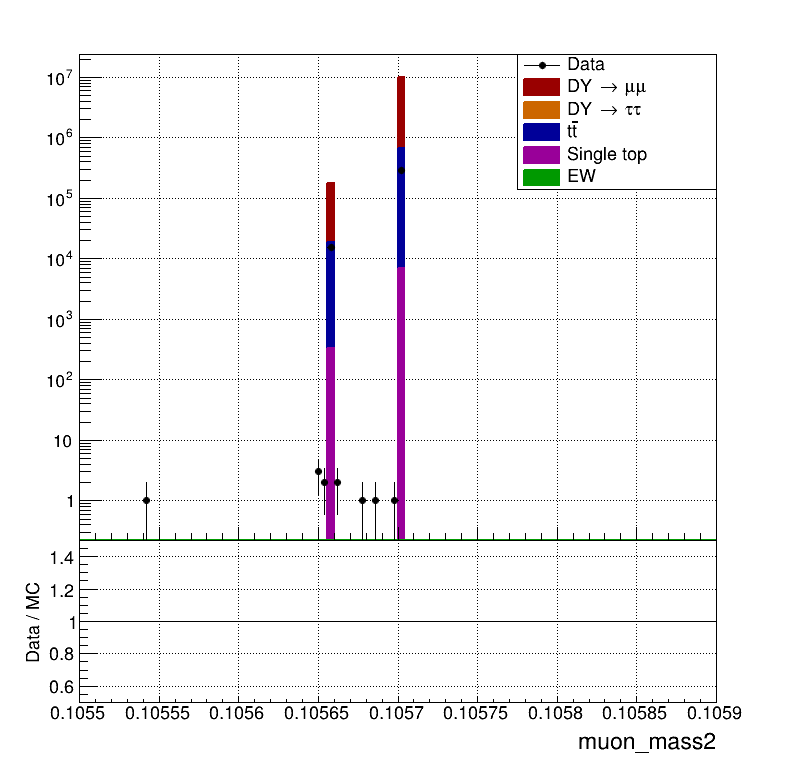 Data
DY → μμ
DY → ττ
tt̄
Single top
EW
10⁷
10⁶
10⁵
10⁴
10³
10²
10
1
1.4
1.2
1
0.8
0.6
Data / MC
0.1055 0.10555 0.1056 0.10565 0.1057 0.10575 0.1058 0.10585 0.1059
muon_mass2